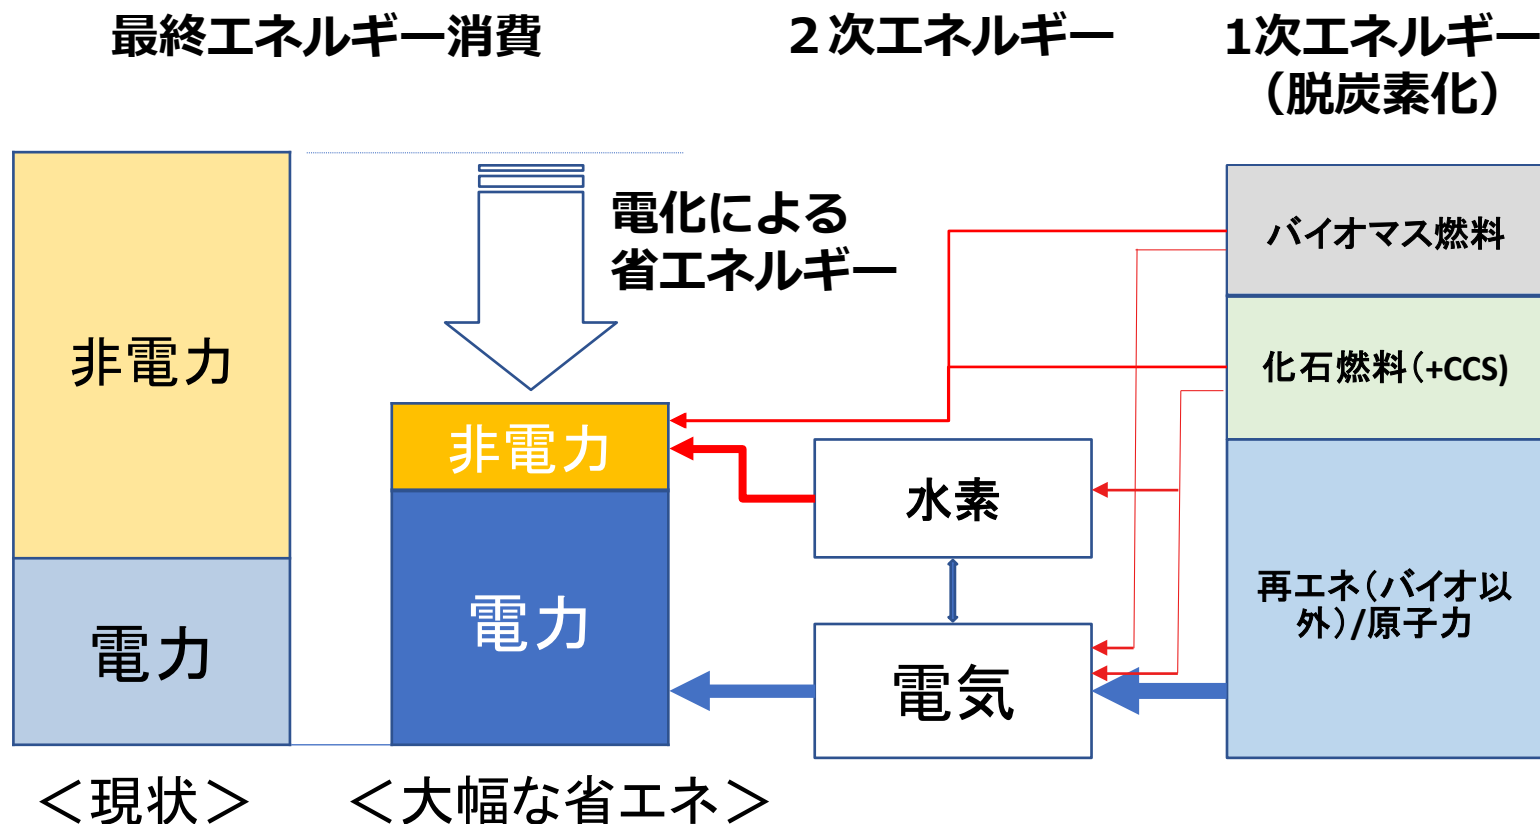 最終エネルギー消費
２次エネルギー
1次エネルギー
（脱炭素化）
電化による
省エネルギー
非電力
電力
非電力
電力
水素
電気
バイオマス燃料
化石燃料（+CCS)
再エネ（バイオ以
外）/原子力
＜現状＞
＜大幅な省エネ＞